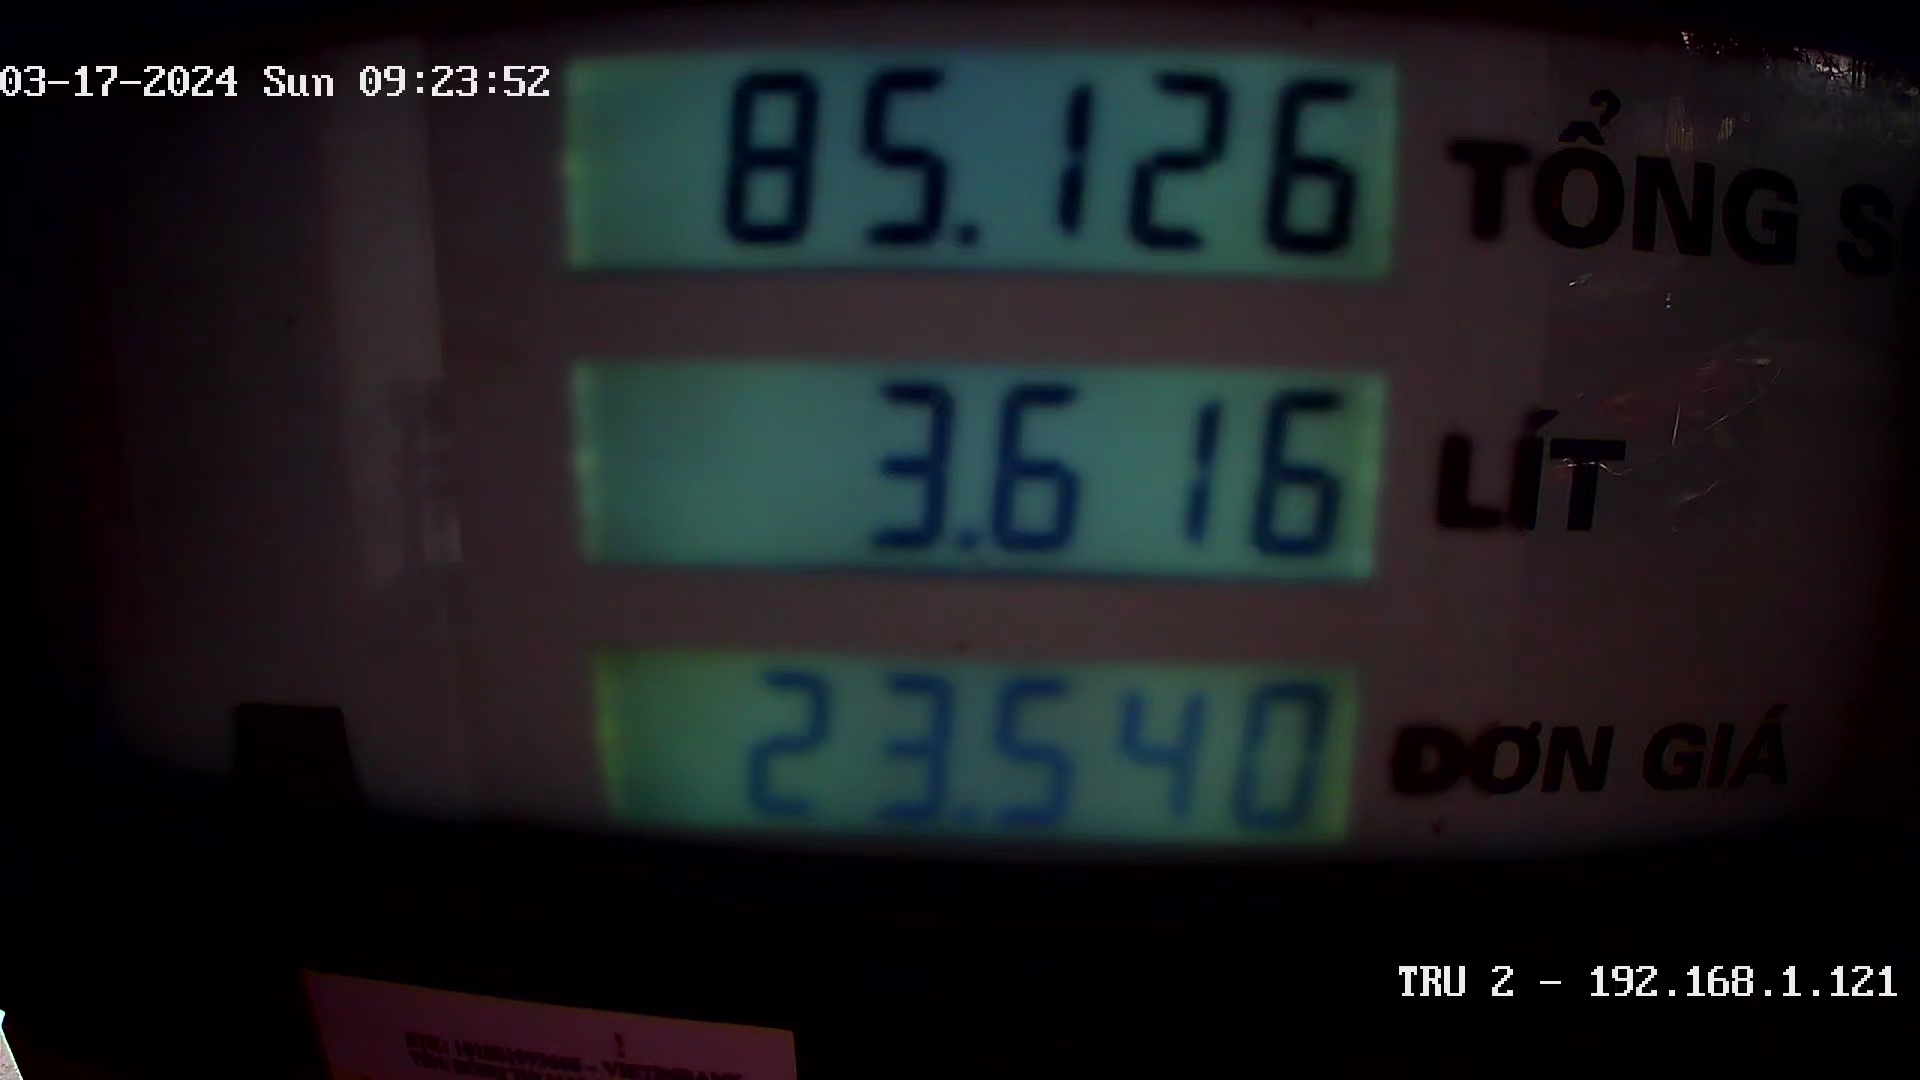 03-17-2024 Sun 09:23:52
85.126 TỔNG S
3.616 LÍT
23.540 ĐƠN GIÁ
TRU 2 - 192.168.1.121
VIETINBANK